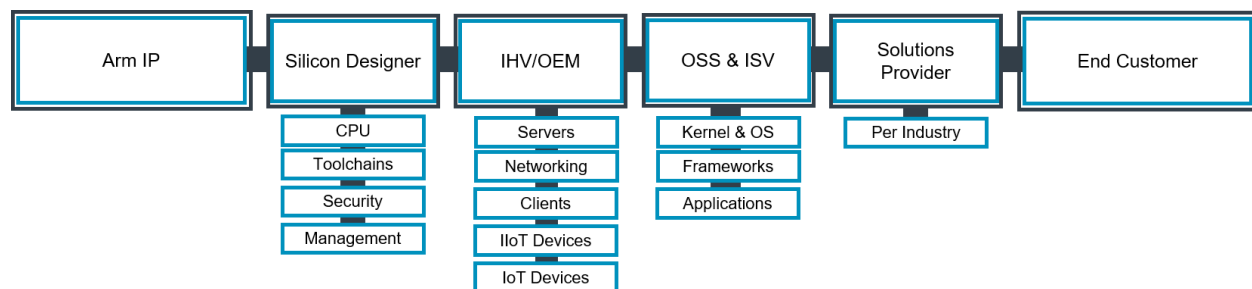 Arm IP
Silicon Designer
CPU
Toolchains
Security
Management
IHV/OEM
Servers
Networking
Clients
IIoT Devices
IoT Devices
OSS & ISV
Kernel & OS
Frameworks
Applications
Solutions
Provider
Per Industry
End Customer